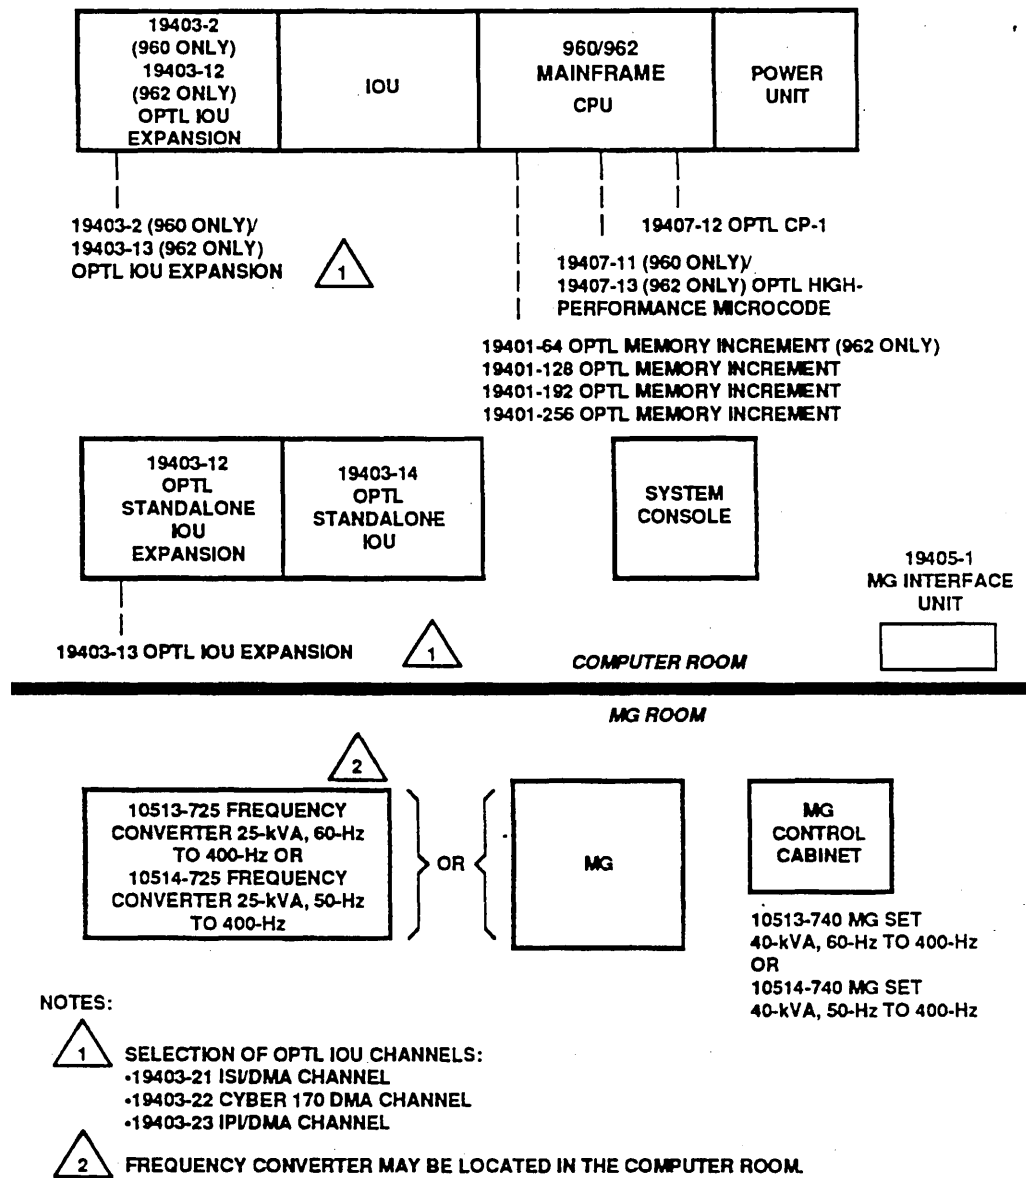 19403-2
(960 ONLY)
19403-12
(962 ONLY)
OPTL IOU
EXPANSION
IOU
960/962
MAINFRAME
CPU
POWER
UNIT
19403-2 (960 ONLY)/
19403-13 (962 ONLY)
OPTL IOU EXPANSION
1
19407-12 OPTL CP-1
19407-11 (960 ONLY)/
19407-13 (962 ONLY) OPTL HIGH-
PERFORMANCE MICROCODE
19401-64 OPTL MEMORY INCREMENT (962 ONLY)
19401-128 OPTL MEMORY INCREMENT
19401-192 OPTL MEMORY INCREMENT
19401-256 OPTL MEMORY INCREMENT
19403-12
OPTL
STANDALONE
IOU
EXPANSION
19403-14
OPTL
STANDALONE
IOU
SYSTEM
CONSOLE
19405-1
MG INTERFACE
UNIT
19403-13 OPTL IOU EXPANSION
1
COMPUTER ROOM
MG ROOM
2
10513-725 FREQUENCY
CONVERTER 25-kVA, 60-Hz
TO 400-Hz OR
10514-725 FREQUENCY
CONVERTER 25-kVA, 50-Hz
TO 400-Hz
OR
MG
MG
CONTROL
CABINET
10513-740 MG SET
40-kVA, 60-Hz TO 400-Hz
OR
10514-740 MG SET
40-kVA, 50-Hz TO 400-Hz
NOTES:
1 SELECTION OF OPTL IOU CHANNELS:
•19403-21 ISI/DMA CHANNEL
•19403-22 CYBER 170 DMA CHANNEL
•19403-23 IPI/DMA CHANNEL
2 FREQUENCY CONVERTER MAY BE LOCATED IN THE COMPUTER ROOM.